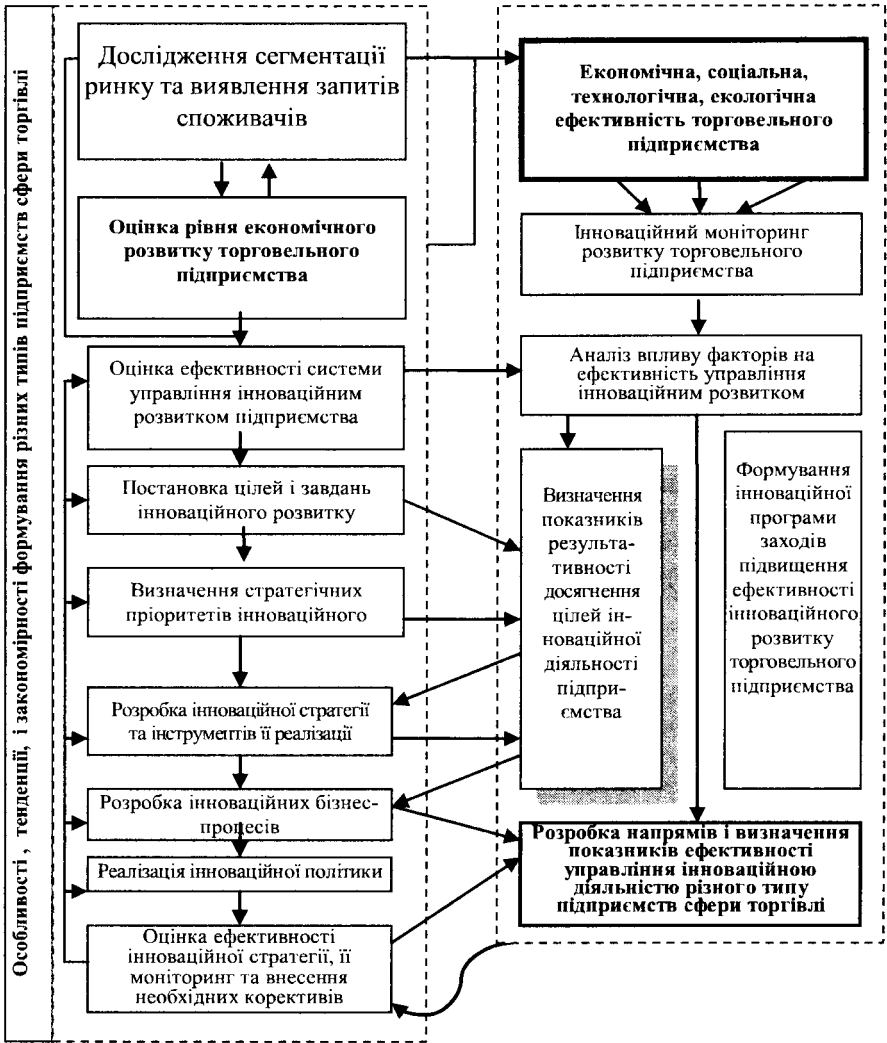 Особливості, тенденції, і закономірності формування різних типів підприємств сфери торгівлі
Дослідження сегментації
ринку та виявлення запитів
споживачів
Оцінка рівня економічного
розвитку торговельного
підприємства
Оцінка ефективності системи
управління інноваційним
розвитком підприємства
Постановка цілей і завдань
інноваційного розвитку
Визначення стратегічних
пріоритетів інноваційного
Розробка інноваційної стратегії
та інструментів її реалізації
Розробка інноваційних бізнес-
процесів
Реалізація інноваційної політики
Оцінка ефективності
інноваційної стратегії, її
моніторинг та внесення
необхідних корективів
Економічна, соціальна,
технологічна, екологічна
ефективність торговельного
підприємства
Інноваційний моніторинг
розвитку торговельного
підприємства
Аналіз впливу факторів на
ефективність управління
інноваційним розвитком
Визначення
показників
результа-
тивності
досягнення
цілей ін-
новаційної
діяльності
підпри-
ємства
Формування
інноваційної
програми
заходів
підвищення
ефективності
інноваційного
розвитку
торговельного
підприємства
Розробка напрямів і визначення
показників ефективності
управління інноваційною
діяльністю різного типу
підприємств сфери торгівлі